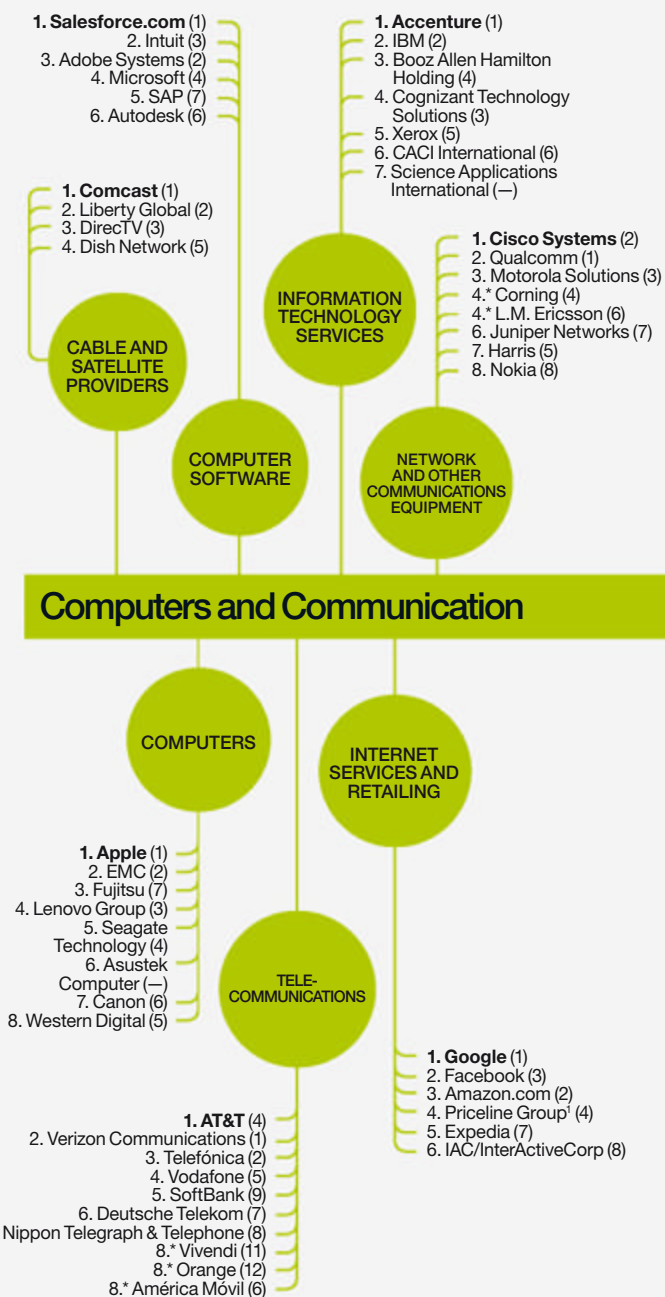 1. Salesforce.com (1)
2. Intuit (3)
3. Adobe Systems (2)
4. Microsoft (4)
5. SAP (7)
6. Autodesk (6)
1. Accenture (1)
2. IBM (2)
3. Booz Allen Hamilton
Holding (4)
4. Cognizant Technology
Solutions (3)
5. Xerox (5)
6. CACI International (6)
7. Science Applications
International (—)
1. Comcast (1)
2. Liberty Global (2)
3. DirecTV (3)
4. Dish Network (5)
1. Cisco Systems (2)
2. Qualcomm (1)
3. Motorola Solutions (3)
4.* Corning (4)
4.* L.M. Ericsson (6)
6. Juniper Networks (7)
7. Harris (5)
8. Nokia (8)
CABLE AND
SATELLITE
PROVIDERS
COMPUTER
SOFTWARE
INFORMATION
TECHNOLOGY
SERVICES
NETWORK
AND OTHER
COMMUNICATIONS
EQUIPMENT
Computers and Communication
COMPUTERS
INTERNET
SERVICES AND
RETAILING
1. Apple (1)
2. EMC (2)
3. Fujitsu (7)
4. Lenovo Group (3)
5. Seagate
Technology (4)
6. Asustek
Computer (—)
7. Canon (6)
8. Western Digital (5)
TELE-
COMMUNICATIONS
1. Google (1)
2. Facebook (3)
3. Amazon.com (2)
4. Priceline Group¹ (4)
5. Expedia (7)
6. IAC/InterActiveCorp (8)
1. AT&T (4)
2. Verizon Communications (1)
3. Telefónica (2)
4. Vodafone (5)
5. SoftBank (9)
6. Deutsche Telekom (7)
Nippon Telegraph & Telephone (8)
8.* Vivendi (11)
8.* Orange (12)
8.* América Móvil (6)